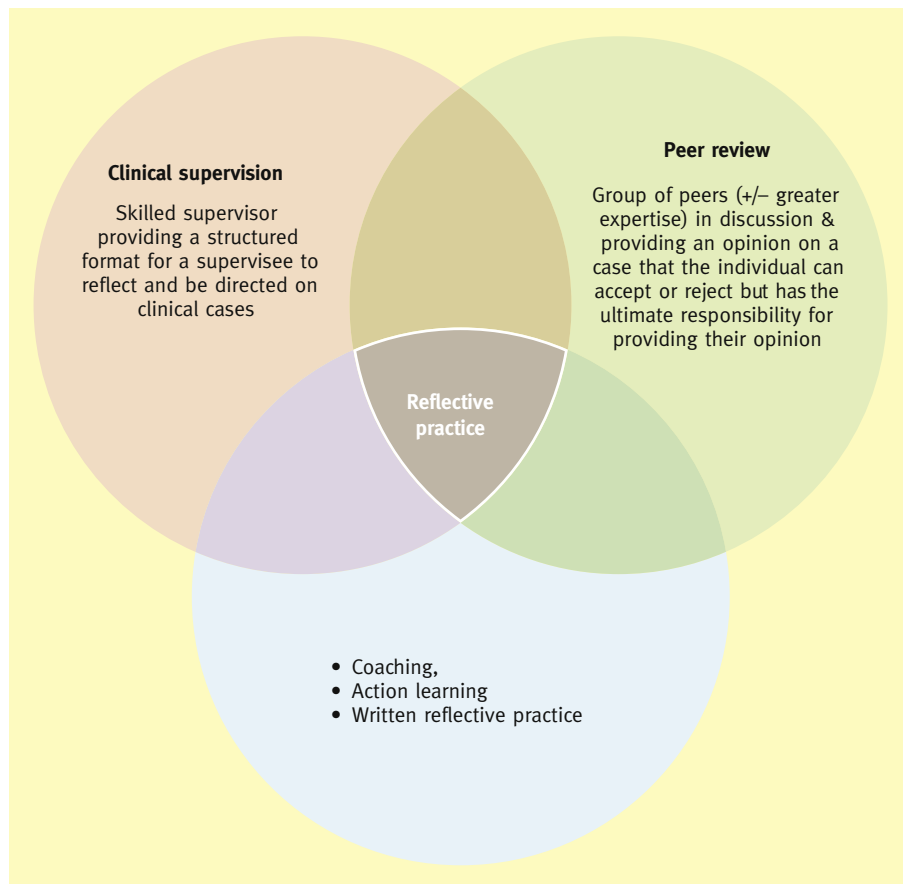 Clinical supervision
Skilled supervisor
providing a structured
format for a supervisee to
reflect and be directed on
clinical cases
Peer review
Group of peers (+/– greater
expertise) in discussion &
providing an opinion on a
case that the individual can
accept or reject but has the
ultimate responsibility for
providing their opinion
Reflective
practice
• Coaching,
• Action learning
• Written reflective practice